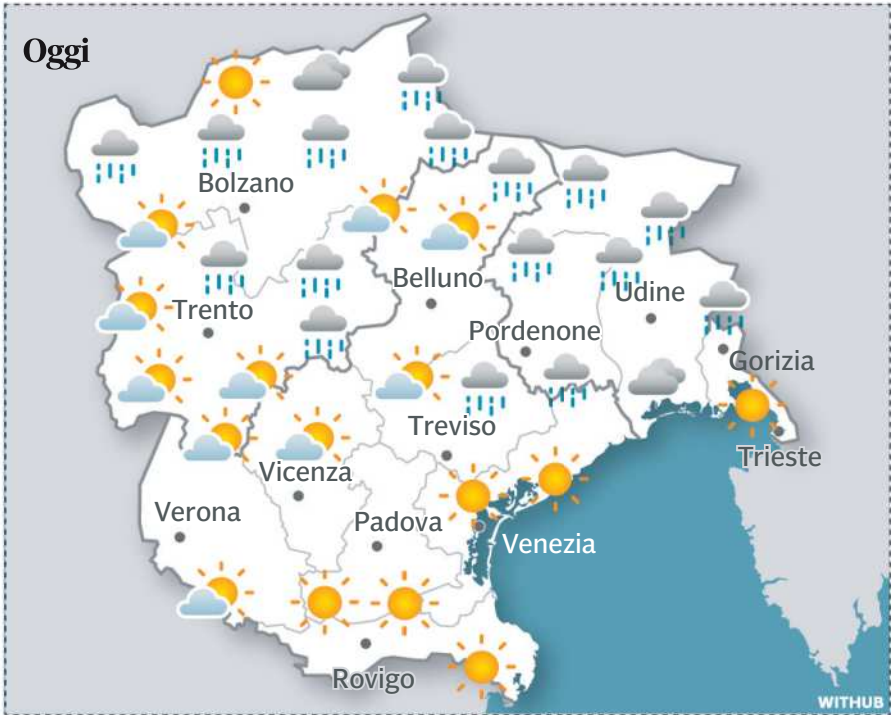 Oggi
Bolzano
Belluno
Trento
Udine
Pordenone
Gorizia
Treviso
Trieste
Vicenza
Verona
Padova
Venezia
Rovigo
WITHUB